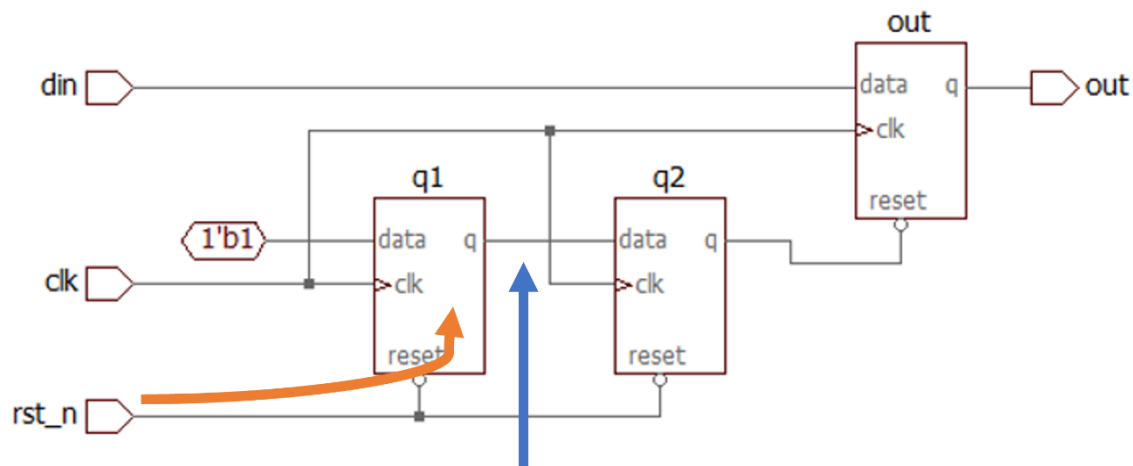 out
din
data q
out
clk
q1
q2
reset
1'b1
data q
data q
clk
clk
clk
reset
reset
rst_n